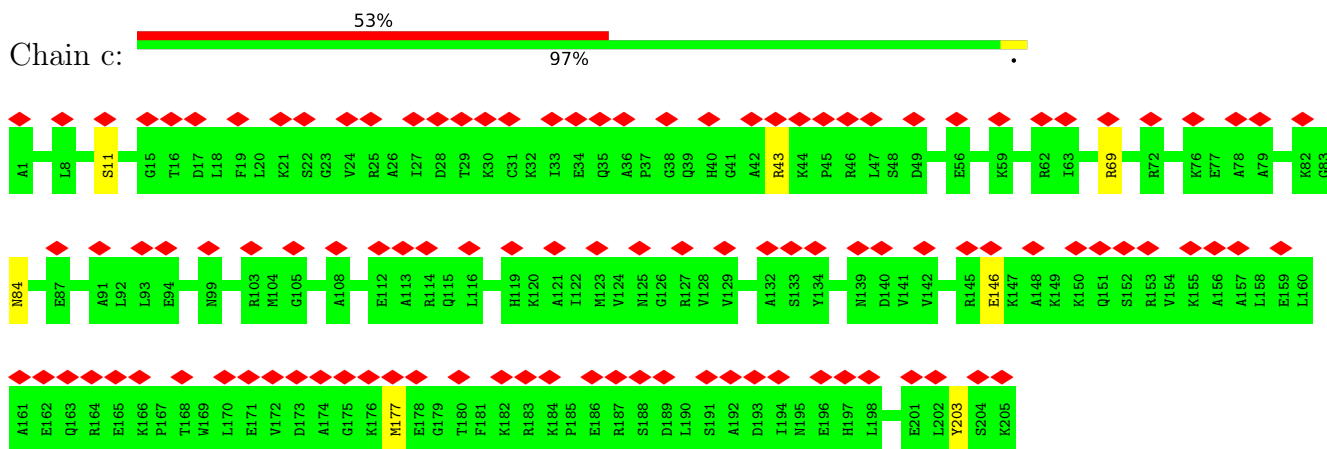 53%
Chain c:
97%
.
A1 L8 S11 G15 T16 D17 L18 F19 L20 K21 S22 G23 V24 R25 A26 I27 D28 T29 K30 C31 K32 I33 E34 Q35 A36 P37 G38 Q39 H40 G41 A42 R43 K44 P45 R46 L47 S48 D49 E56 K59 R62 I63 R69 R72 K76 E77 A78 A79 K82 G83
N84 E87 A91 L92 L93 E94 N99 R103 M104 G105 A108 E112 A113 R114 Q115 L116 H119 K120 A121 I122 M123 V124 N125 G126 R127 V128 V129 A132 S133 Y134 N139 D140 V141 V142 R145 E146 K147 A148 K149 K150 Q151 S152 R153 V154 K155 A156 A157 L158 E159 L160
A161 E162 Q163 R164 E165 K166 P167 T168 W169 L170 E171 V172 D173 A174 G175 K176 M177 E178 G179 T180 F181 K182 R183 K184 P185 E186 R187 S188 D189 L190 S191 A192 D193 I194 N195 E196 H197 L198 E201 L202 Y203 S204 K205